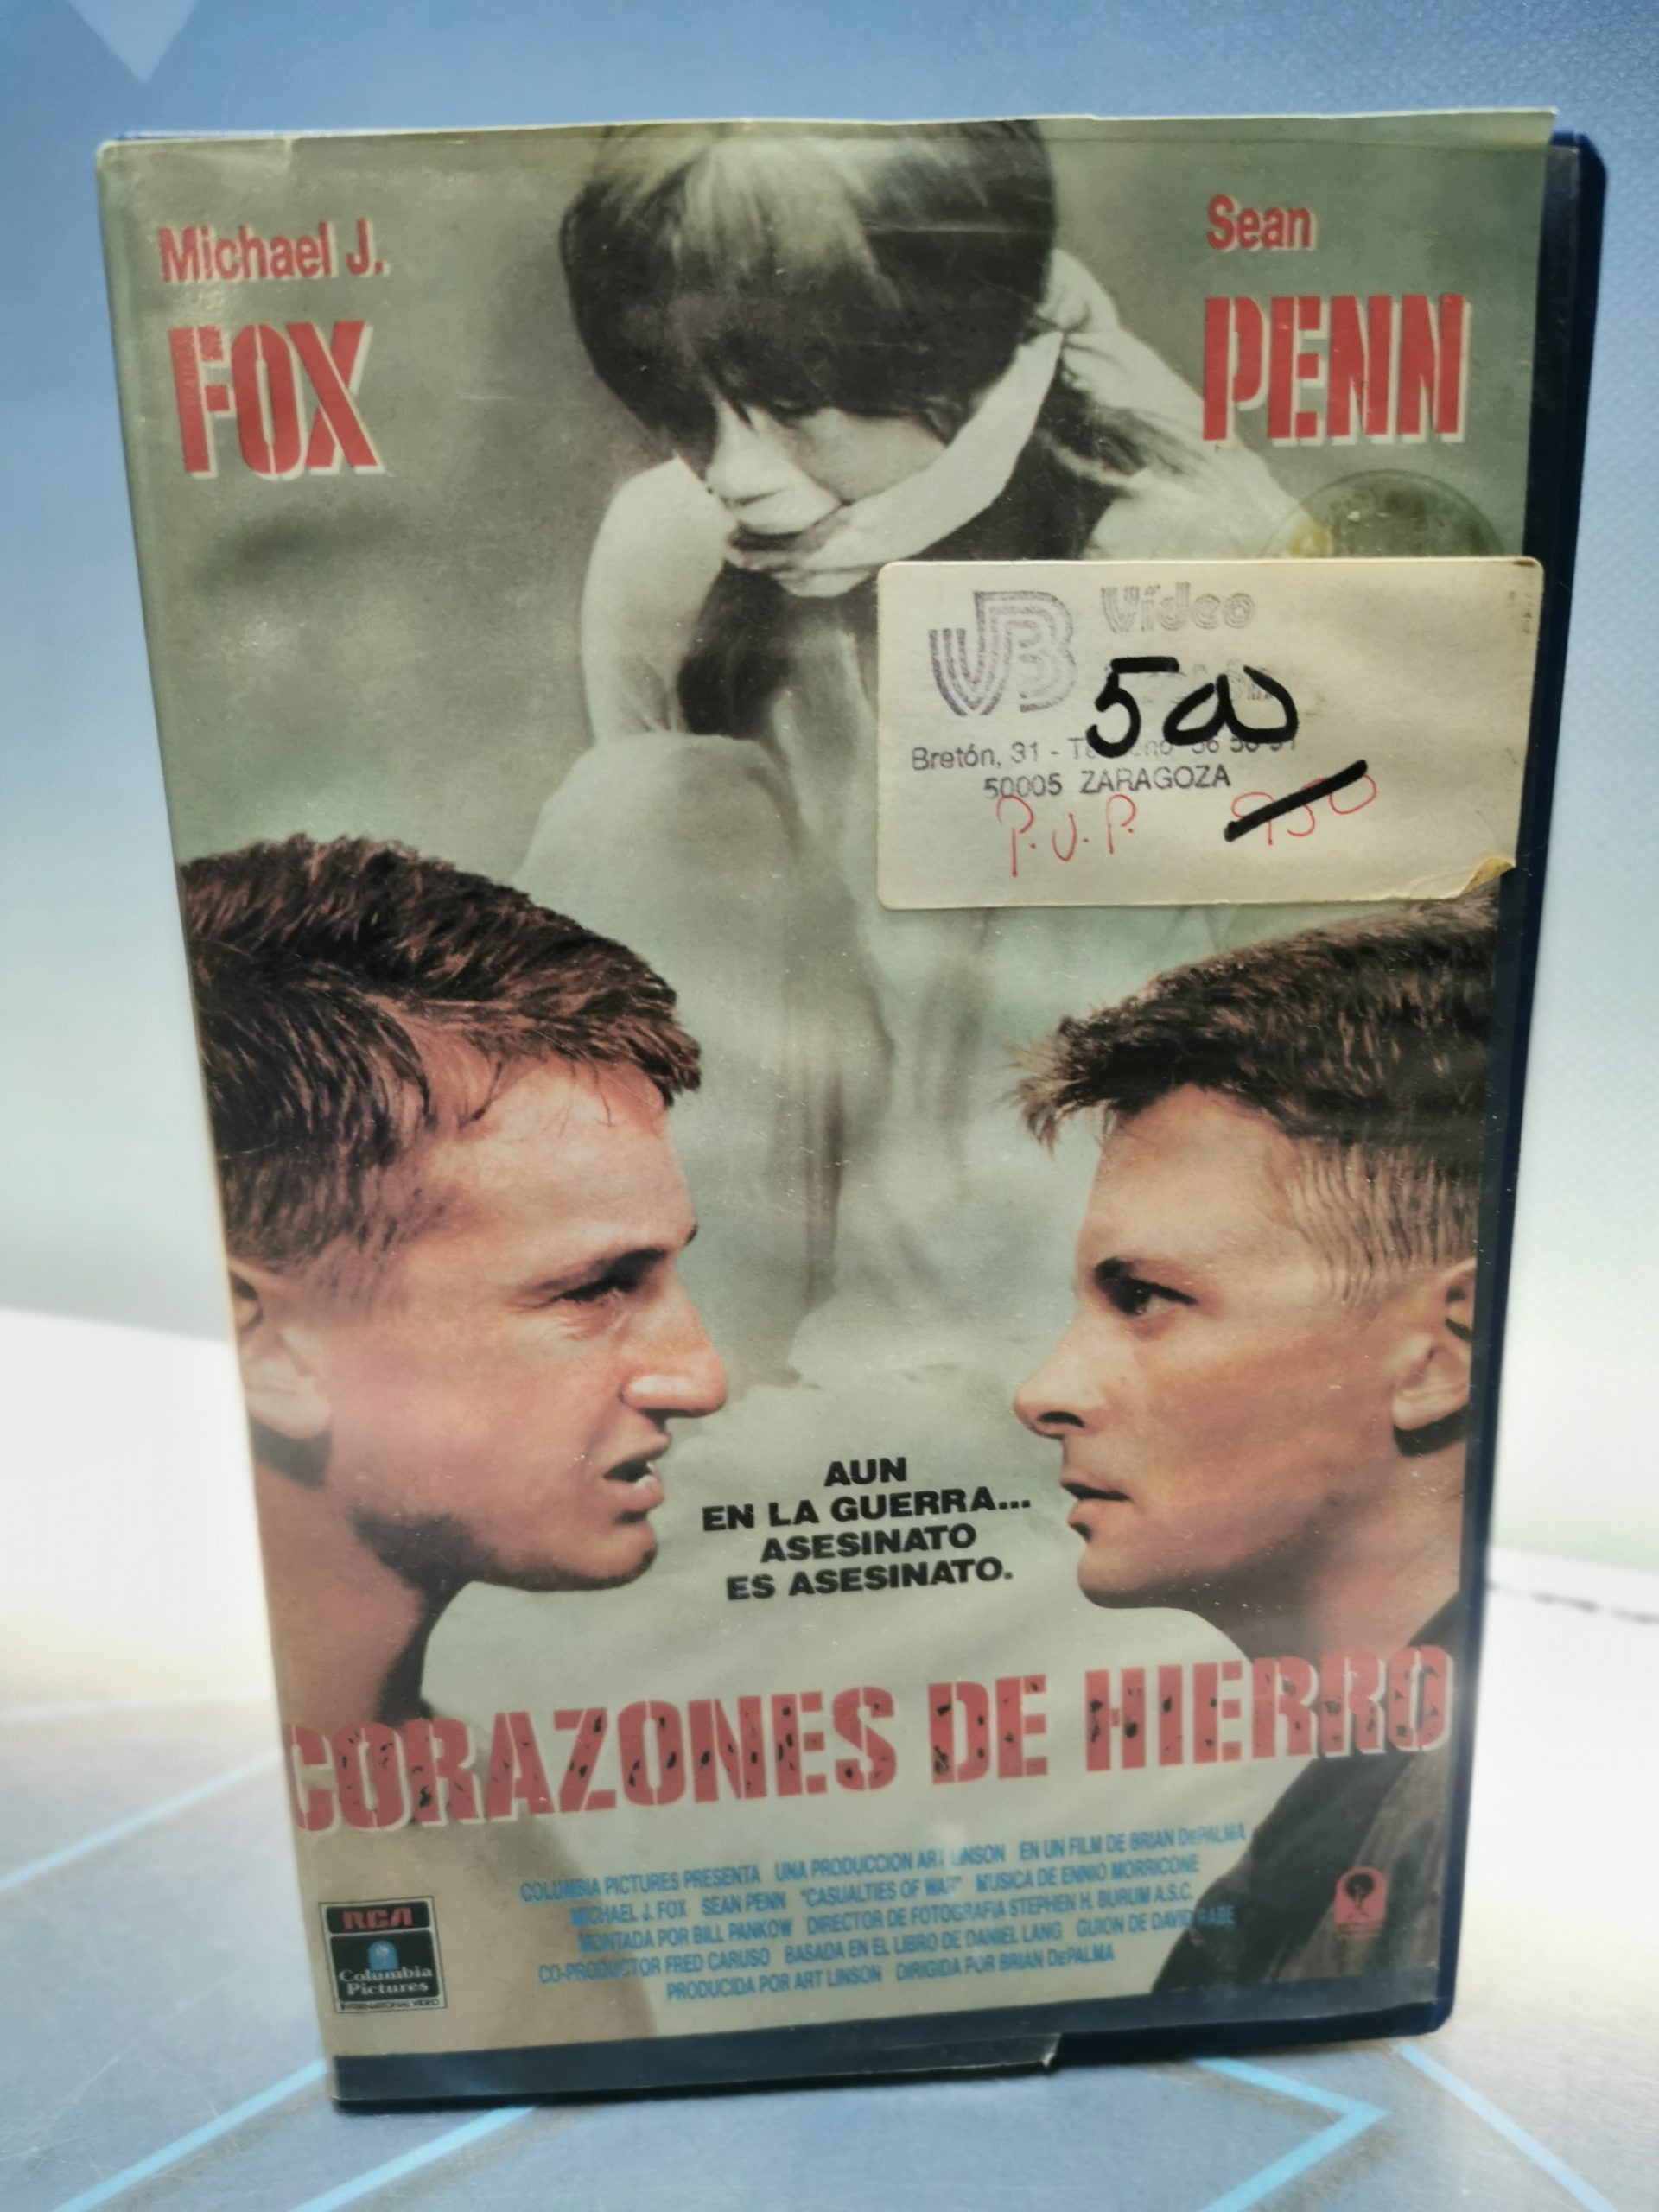 Michael J.
FOX
Sean
PENN
VB Vídeo
500
Bretón, 31 -
50005 ZARAGOZA
P.V.P. 950
AUN
EN LA GUERRA...
ASESINATO
ES ASESINATO.
CORAZONES DE HIERRO
COLUMBIA PICTURES PRESENTA UNA PRODUCCION ART LINSON EN UN FILM DE BRIAN DePALMA
MICHAEL J. FOX SEAN PENN "CASUALTIES OF WAR" MUSICA DE ENNIO MORRICONE
MONTADA POR BILL PANKOW DIRECTOR DE FOTOGRAFIA STEPHEN H. BURUM A.S.C.
CO-PRODUCTOR FRED CARUSO BASADA EN EL LIBRO DE DANIEL LANG GUION DE DAVID RABE
PRODUCIDA POR ART LINSON DIRIGIDA POR BRIAN DePALMA
RCA
Columbia
Pictures
INTERNATIONAL VIDEO